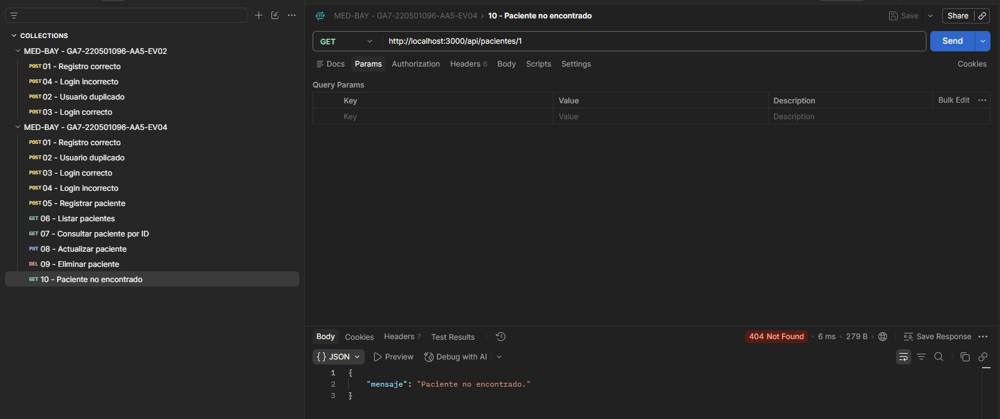 COLLECTIONS
MED-BAY - GA7-220501096-AA5-EV02
POST 01 - Registro correcto
POST 04 - Login incorrecto
POST 02 - Usuario duplicado
POST 03 - Login correcto
MED-BAY - GA7-220501096-AA5-EV04
POST 01 - Registro correcto
POST 02 - Usuario duplicado
POST 03 - Login correcto
POST 04 - Login incorrecto
POST 05 - Registrar paciente
GET 06 - Listar pacientes
GET 07 - Consultar paciente por ID
PUT 08 - Actualizar paciente
DEL 09 - Eliminar paciente
GET 10 - Paciente no encontrado
HTTP MED-BAY - GA7-220501096-AA5-EV04 > 10 - Paciente no encontrado Save Share
GET http://localhost:3000/api/pacientes/1 Send
Docs Params Authorization Headers 6 Body Scripts Settings Cookies
Query Params
Key Value Description Bulk Edit
Key Value Description
Body Cookies Headers 7 Test Results 404 Not Found • 6 ms • 279 B • e.g. Save Response
{} JSON Preview Debug with AI
1 {
2 "mensaje": "Paciente no encontrado."
3 }